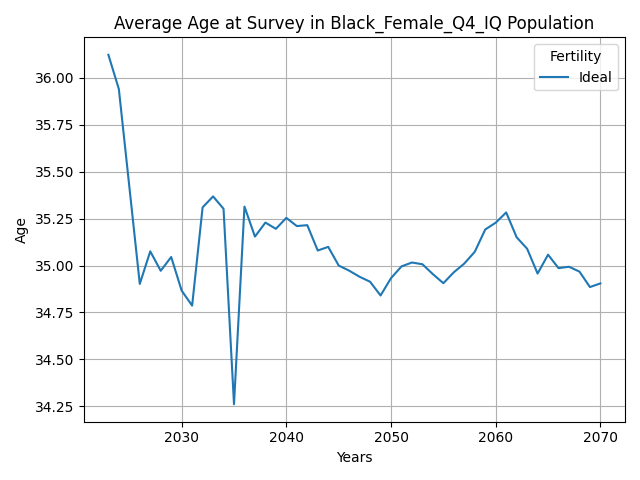 Average Age at Survey in Black_Female_Q4_IQ Population
Fertility
Ideal
36.00
35.75
35.50
35.25
35.00
34.75
34.50
34.25
Age
2030 2040 2050 2060 2070
Years